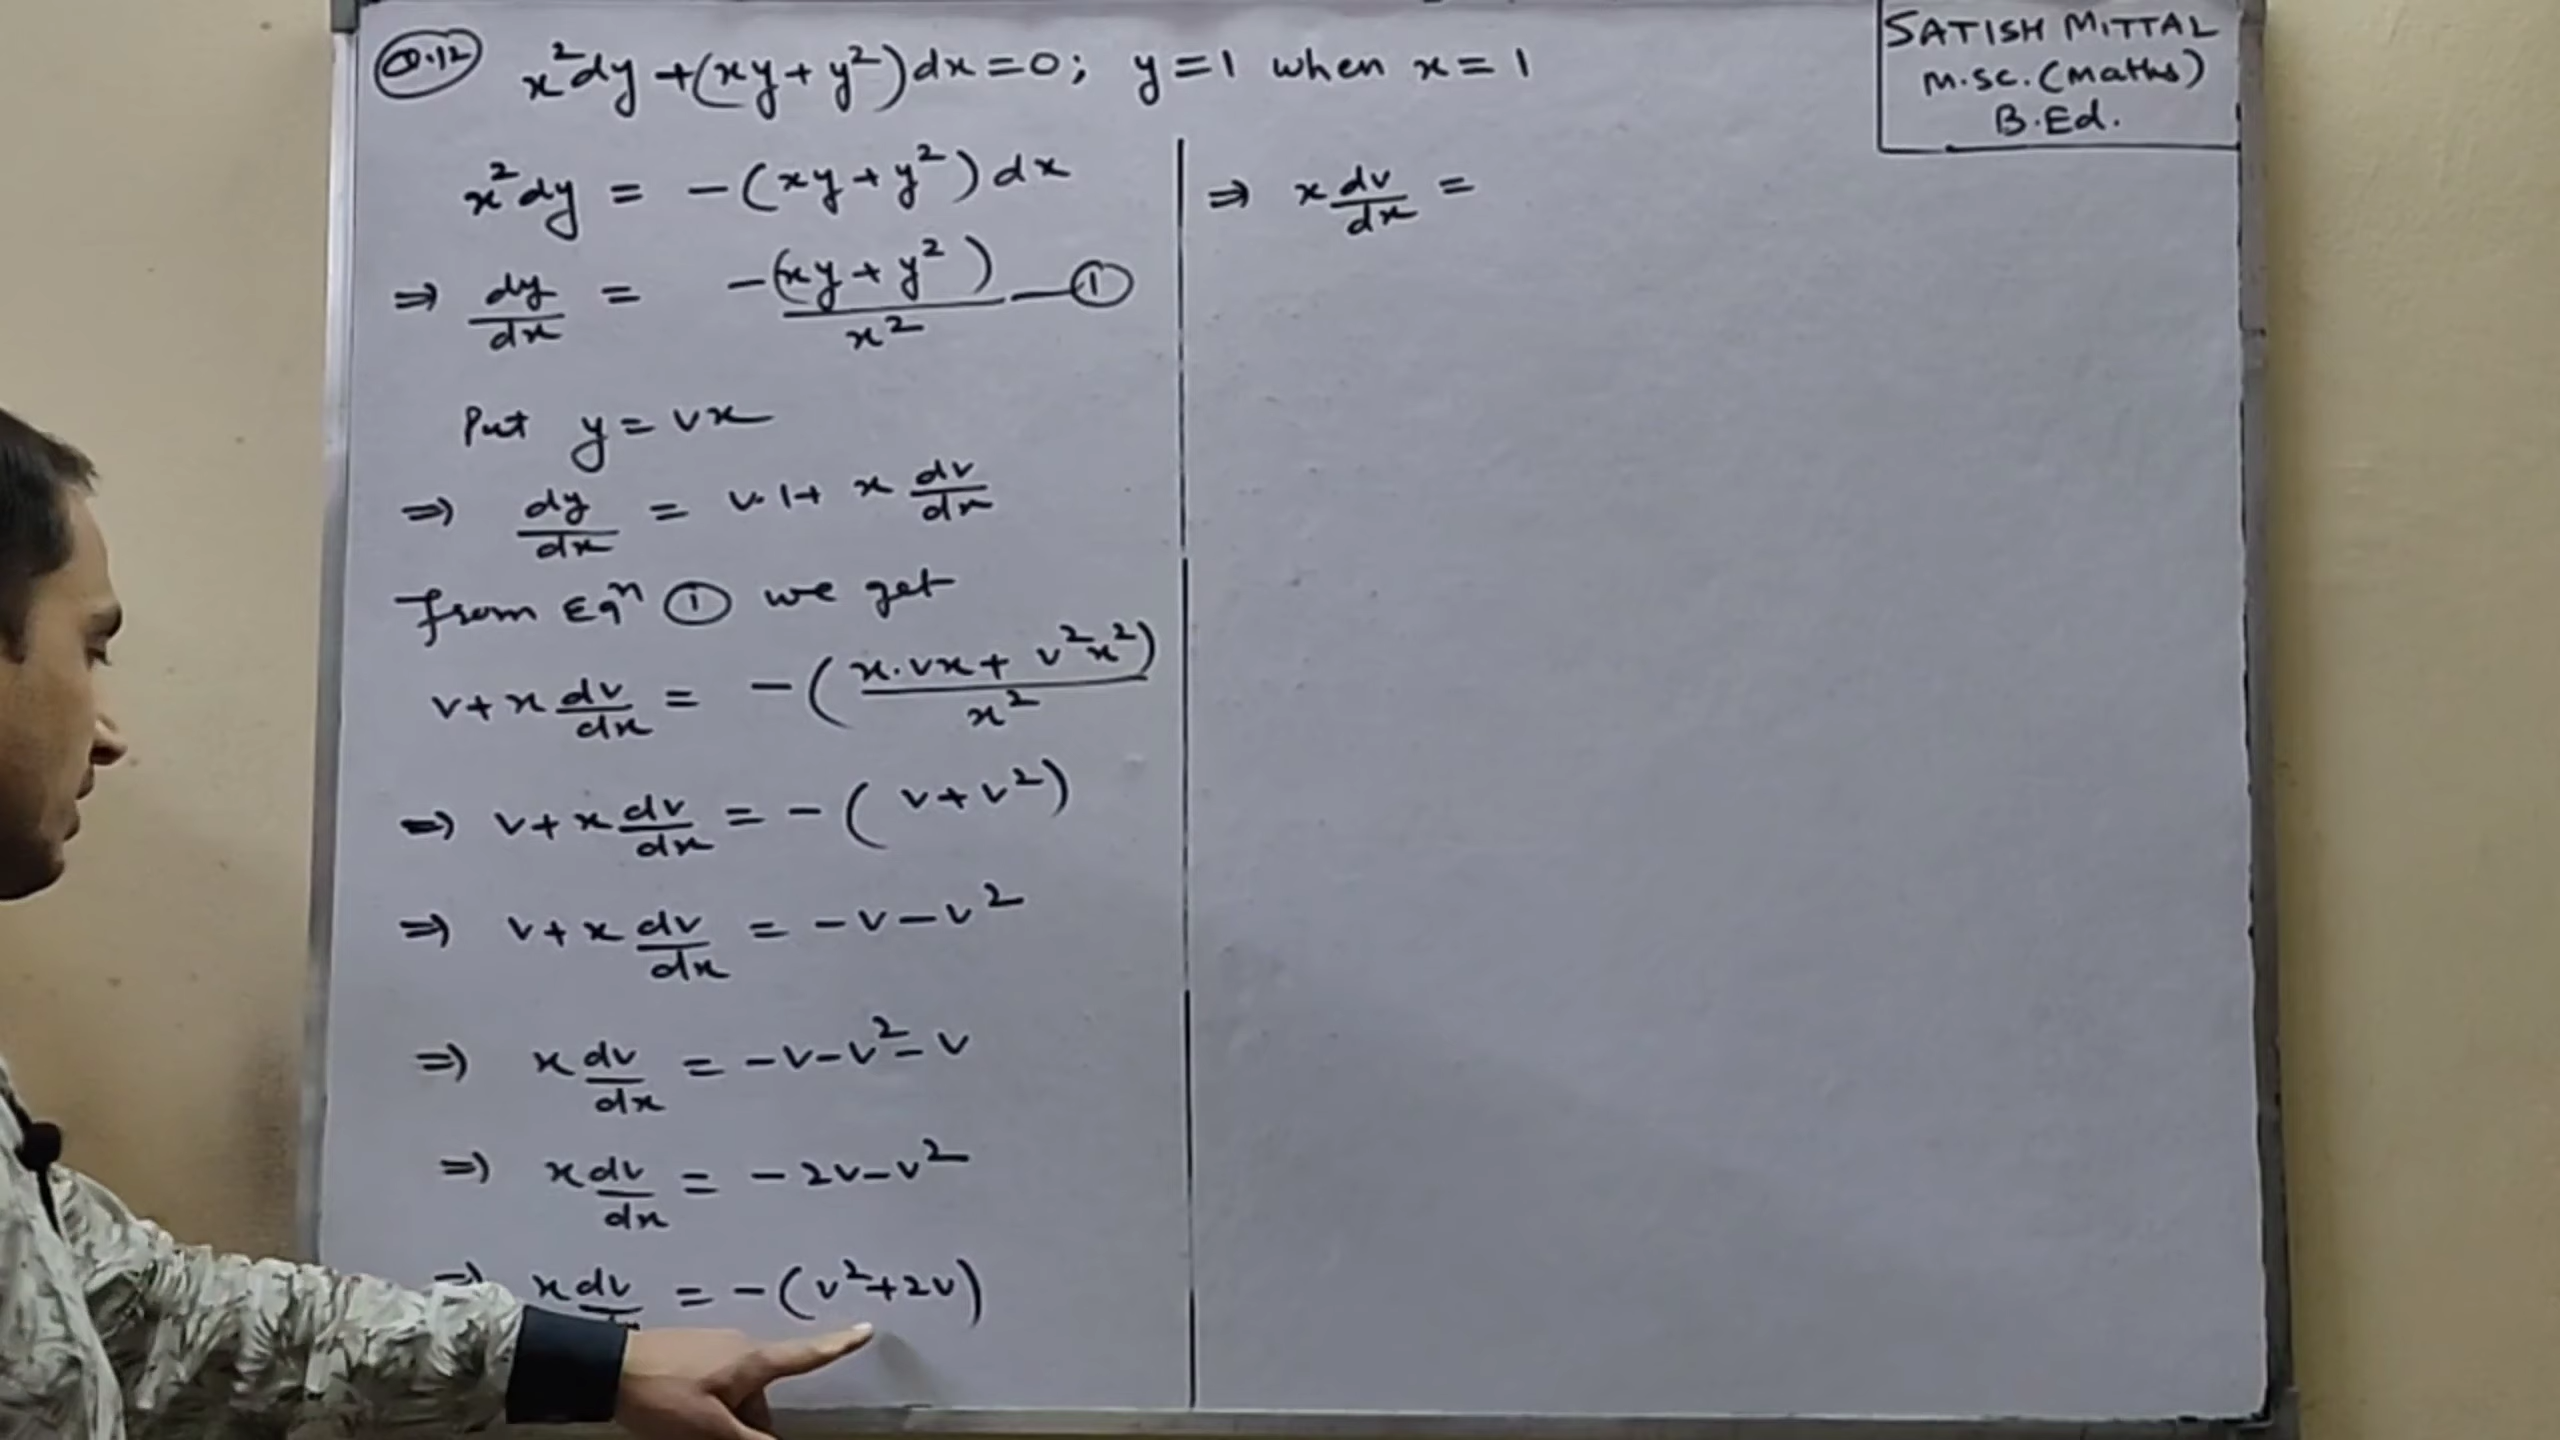 Q.12 x²dy + (xy + y²)dx = 0; y = 1 when x = 1
SATISH MITTAL
M.SC. (Maths)
B.Ed.
x²dy = -(xy + y²)dx
⇒ dy/dx = -(xy + y²)/x² — ①
Put y = vx
⇒ dy/dx = v.1 + x dv/dx
from Eqⁿ ① we get
v + x dv/dx = -(x.vx + v²x²)/x²
⇒ v + x dv/dx = -(v + v²)
⇒ v + x dv/dx = -v - v²
⇒ x dv/dx = -v - v² - v
⇒ x dv/dx = -2v - v²
⇒ x dv/dx = -(v² + 2v)
⇒ x dv/dx =